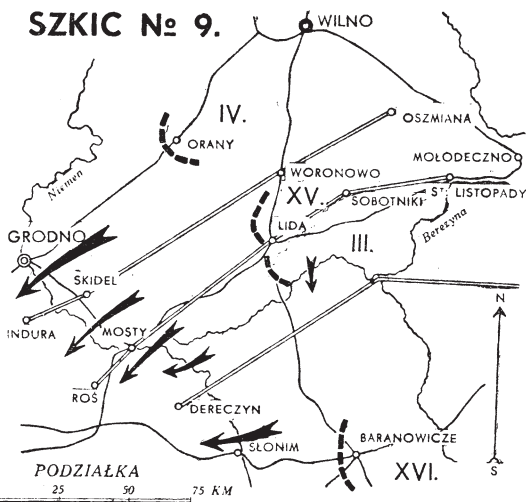 SZKIC № 9.
WILNO
IV.
ORANY
OSZMIANA
MOŁODECZNO
WORONOWO
XV.
SOBOTNIKI
ST. LISTOPADY
Niemen
LIDA
III.
Berezyna
GRODNO
SKIDEL
INDURA
MOSTY
N
ROŚ
DERECZYN
SŁONIM
BARANOWICZE
XVI.
S
PODZIAŁKA
25 50 75 KM